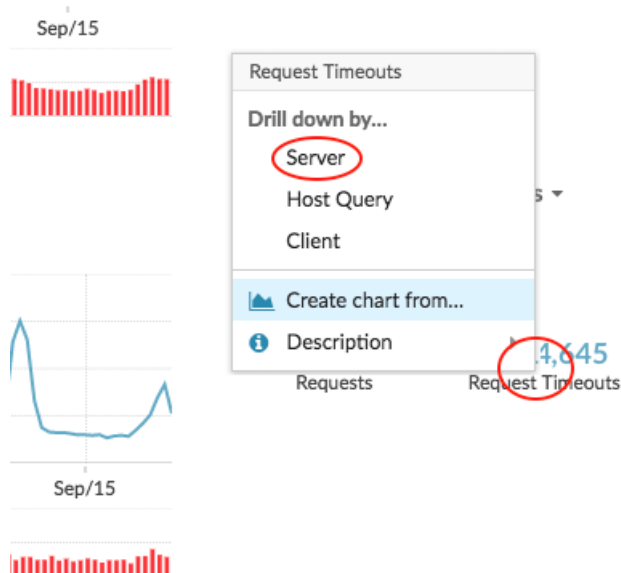 Sep/15
Request Timeouts
Drill down by...
Server
Host Query
Client
Create chart from...
Description
4,645
Requests
Request Timeouts
Sep/15